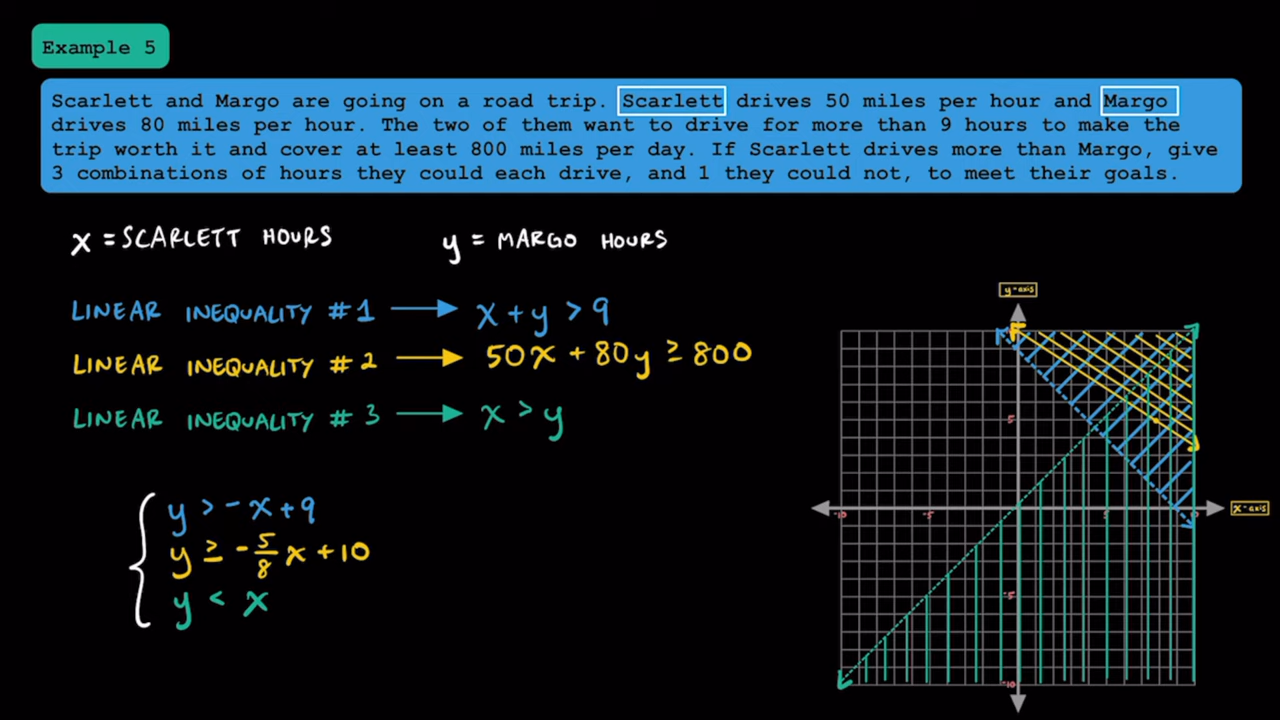 Example 5
Scarlett and Margo are going on a road trip. Scarlett drives 50 miles per hour and Margo
drives 80 miles per hour. The two of them want to drive for more than 9 hours to make the
trip worth it and cover at least 800 miles per day. If Scarlett drives more than Margo, give
3 combinations of hours they could each drive, and 1 they could not, to meet their goals.
x = SCARLETT HOURS
y = MARGO HOURS
LINEAR INEQUALITY #1 → x + y > 9
LINEAR INEQUALITY #2 → 50x + 80y ≥ 800
LINEAR INEQUALITY #3 → x > y
y > -x + 9
y ≥ -5/8 x + 10
y < x
y-axis
5
-10
-5
5
x-axis
-5
-10